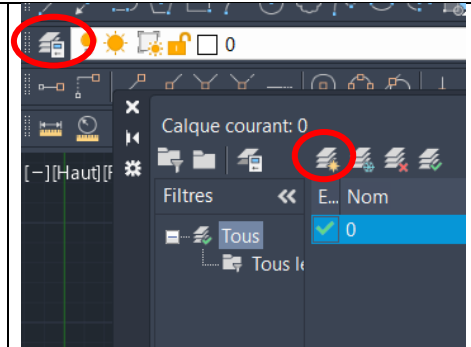 0
Calque courant: 0
[−][Haut][F
Filtres
E... Nom
Tous
0
Tous le